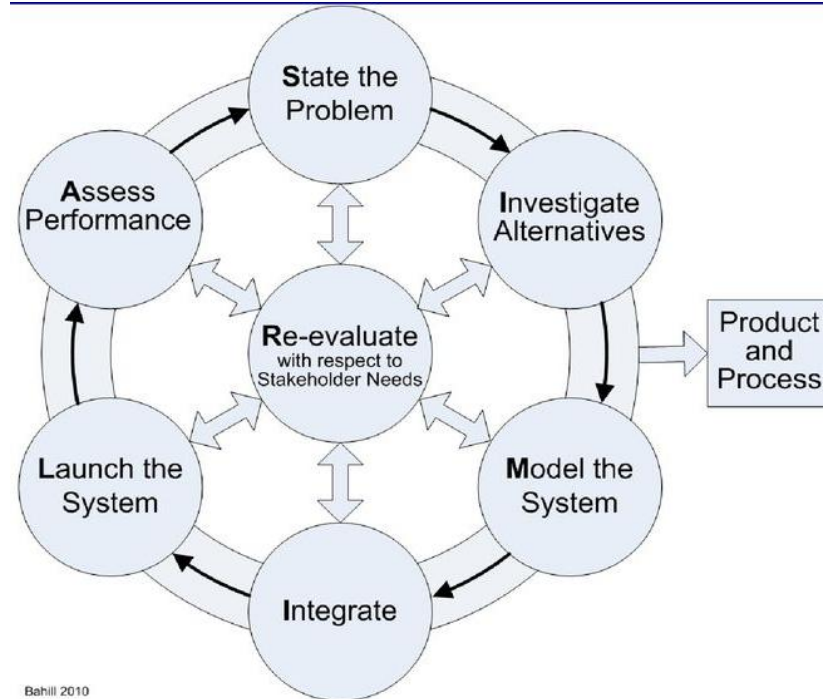 State the
Problem
Investigate
Alternatives
Model the
System
Integrate
Launch the
System
Assess
Performance
Re-evaluate
with respect to
Stakeholder Needs
Product
and
Process
Bahill 2010